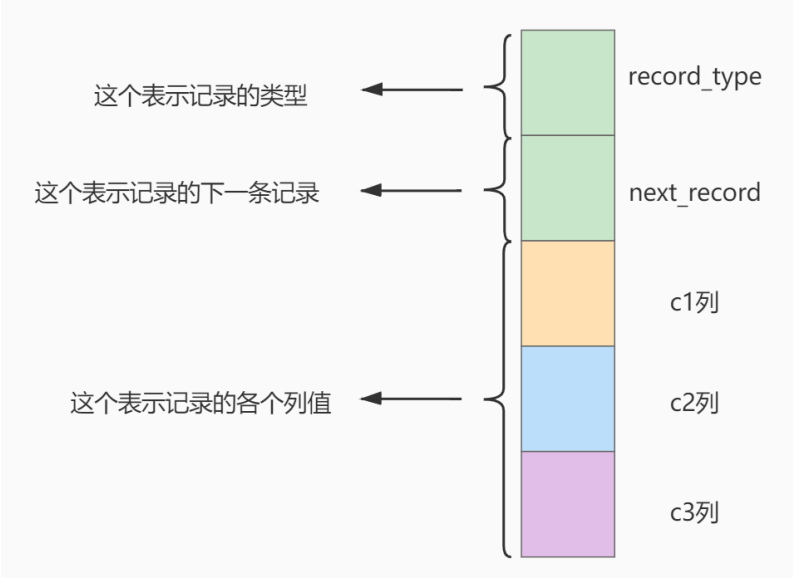 这个表示记录的类型
record_type
这个表示记录的下一条记录
next_record
c1列
这个表示记录的各个列值
c2列
c3列